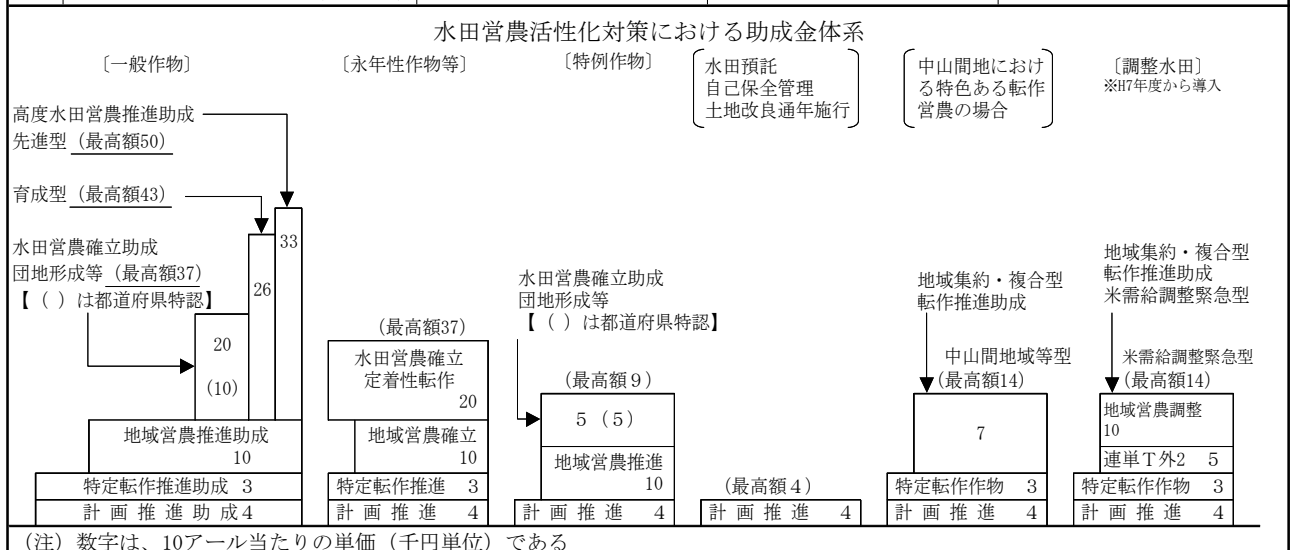 水田営農活性化対策における助成金体系
〔一般作物〕
高度水田営農推進助成
先進型（最高額50）
育成型（最高額43）
水田営農確立助成
団地形成等（最高額37）
【（ ）は都道府県特認】
33
26
20
(10)
地域営農推進助成
10
特定転作推進助成 3
計画推進助成4
〔永年性作物等〕
（最高額37）
水田営農確立
定着性転作
20
地域営農確立
10
特定転作推進 3
計画推進 4
〔特例作物〕
水田営農確立助成
団地形成等
【（ ）は都道府県特認】
（最高額９）
5（5）
地域営農推進
10
計画推進 4
水田預託
自己保全管理
土地改良通年施行
（最高額４）
計画推進 4
中山間地におけ
る特色ある転作
営農の場合
地域集約・複合型
転作推進助成
中山間地域等型
（最高額14）
7
特定転作作物 3
計画推進 4
〔調整水田〕
※H7年度から導入
地域集約・複合型
転作推進助成
米需給調整緊急型
米需給調整緊急型
（最高額14）
地域営農調整
10
連単Ｔ外2 5
特定転作作物 3
計画推進 4
（注）数字は、10アール当たりの単価（千円単位）である